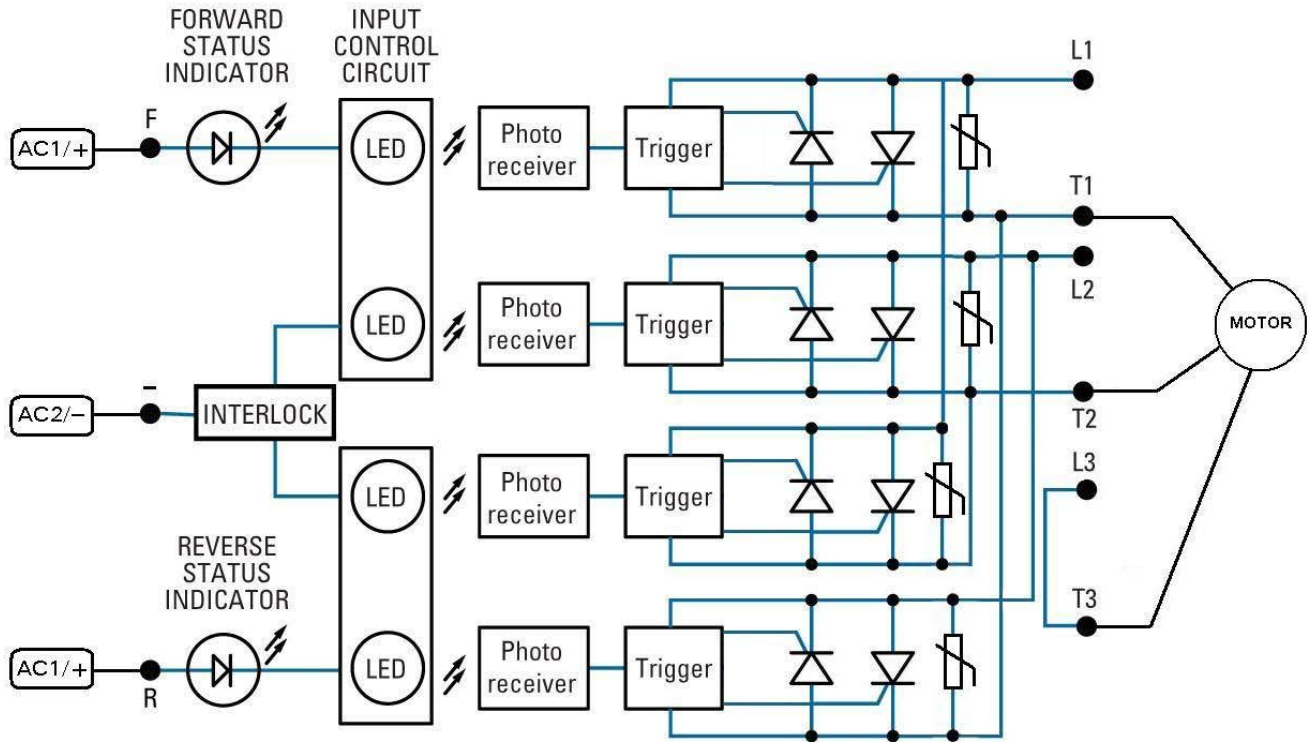 FORWARD
STATUS
INDICATOR
INPUT
CONTROL
CIRCUIT
L1
F
AC1/+
LED
Photo
receiver
Trigger
T1
L2
LED
Photo
receiver
Trigger
MOTOR
–
AC2/–
INTERLOCK
T2
L3
LED
Photo
receiver
Trigger
REVERSE
STATUS
INDICATOR
T3
AC1/+
R
LED
Photo
receiver
Trigger